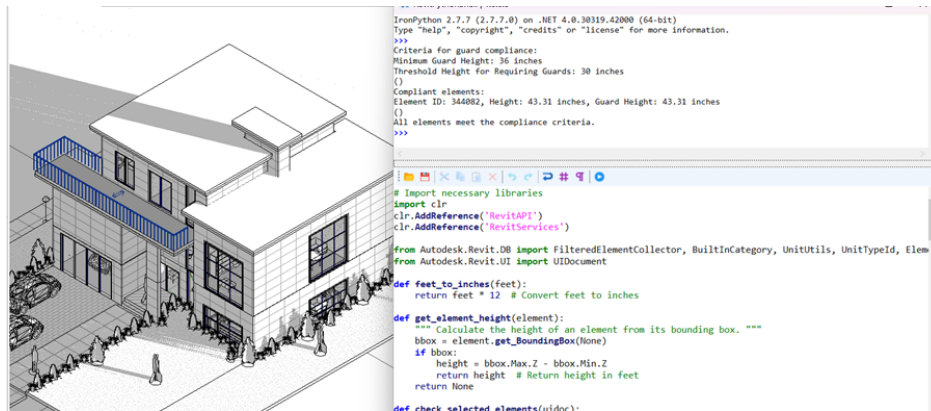 IronPython 2.7.7 (2.7.7.0) on .NET 4.0.30319.42000 (64-bit)
Type "help", "copyright", "credits" or "license" for more information.
>>>
Criteria for guard compliance:
Minimum Guard Height: 36 inches
Threshold Height for Requiring Guards: 30 inches
()
Compliant elements:
Element ID: 344082, Height: 43.31 inches, Guard Height: 43.31 inches
()
All elements meet the compliance criteria.
>>>
# Import necessary libraries
import clr
clr.AddReference('RevitAPI')
clr.AddReference('RevitServices')
from Autodesk.Revit.DB import FilteredElementCollector, BuiltInCategory, UnitUtils, UnitTypeId, Elem
from Autodesk.Revit.UI import UIDocument
def feet_to_inches(feet):
return feet * 12  # Convert feet to inches
def get_element_height(element):
""" Calculate the height of an element from its bounding box. """
bbox = element.get_BoundingBox(None)
if bbox:
height = bbox.Max.Z - bbox.Min.Z
return height  # Return height in feet
return None
def check_selected_elements(uidoc):